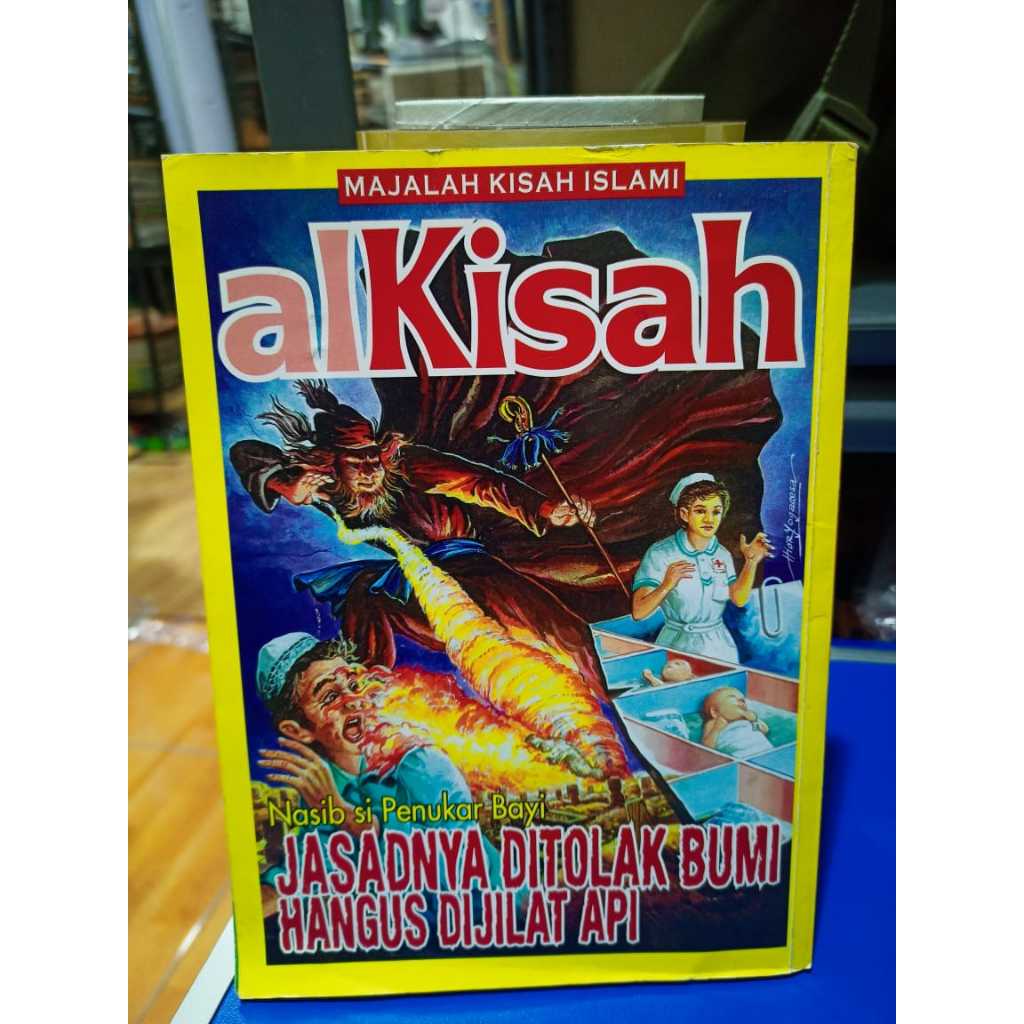 MAJALAH KISAH ISLAMI
alKisah
Nasib si Penukar Bayi
JASADNYA DITOLAK BUMI
HANGUS DIJILAT API